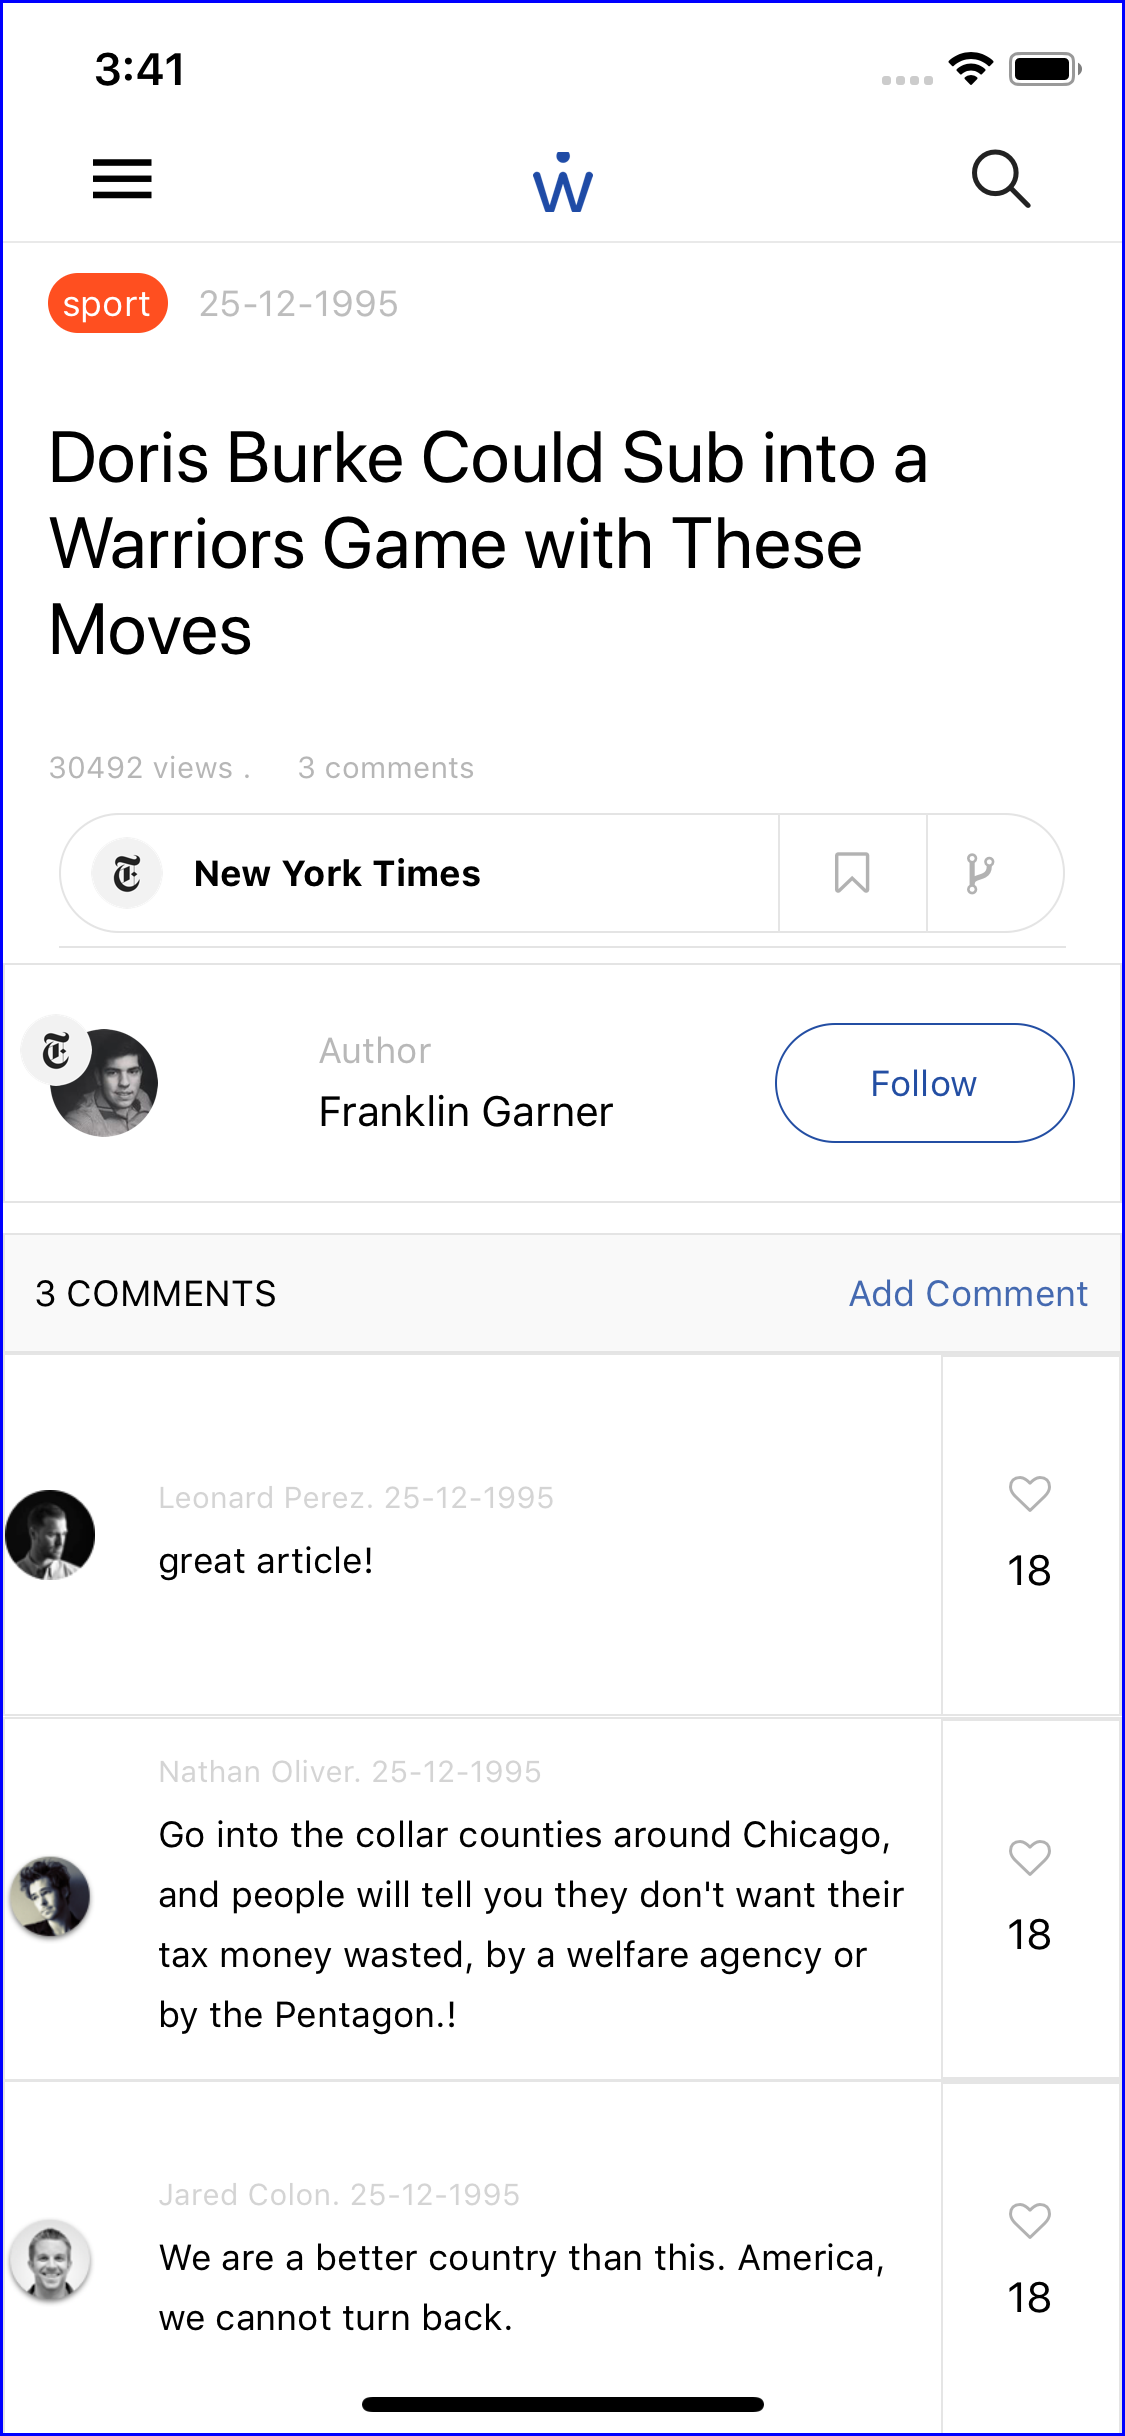 3:41
w
sport 25-12-1995
Doris Burke Could Sub into a
Warriors Game with These
Moves
30492 views . 3 comments
T New York Times
T
Author
Franklin Garner
Follow
3 COMMENTS Add Comment
Leonard Perez. 25-12-1995
great article!
18
Nathan Oliver. 25-12-1995
Go into the collar counties around Chicago,
and people will tell you they don't want their
tax money wasted, by a welfare agency or
by the Pentagon.!
18
Jared Colon. 25-12-1995
We are a better country than this. America,
we cannot turn back.
18